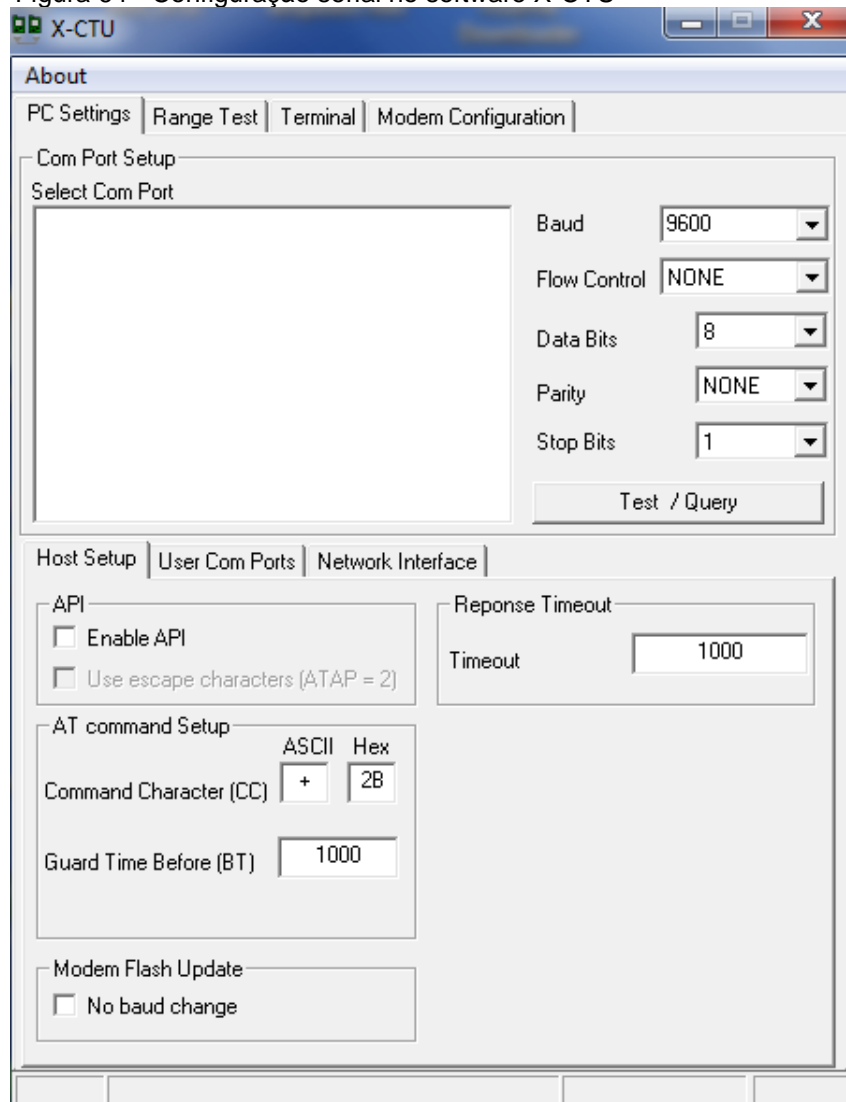 X-CTU
About
PC Settings Range Test Terminal Modem Configuration
Com Port Setup
Select Com Port
Baud 9600
Flow Control NONE
Data Bits 8
Parity NONE
Stop Bits 1
Test / Query
Host Setup User Com Ports Network Interface
API
Enable API
Use escape characters (ATAP = 2)
Reponse Timeout
Timeout 1000
AT command Setup
ASCII Hex
Command Character (CC) + 2B
Guard Time Before (BT) 1000
Modem Flash Update
No baud change